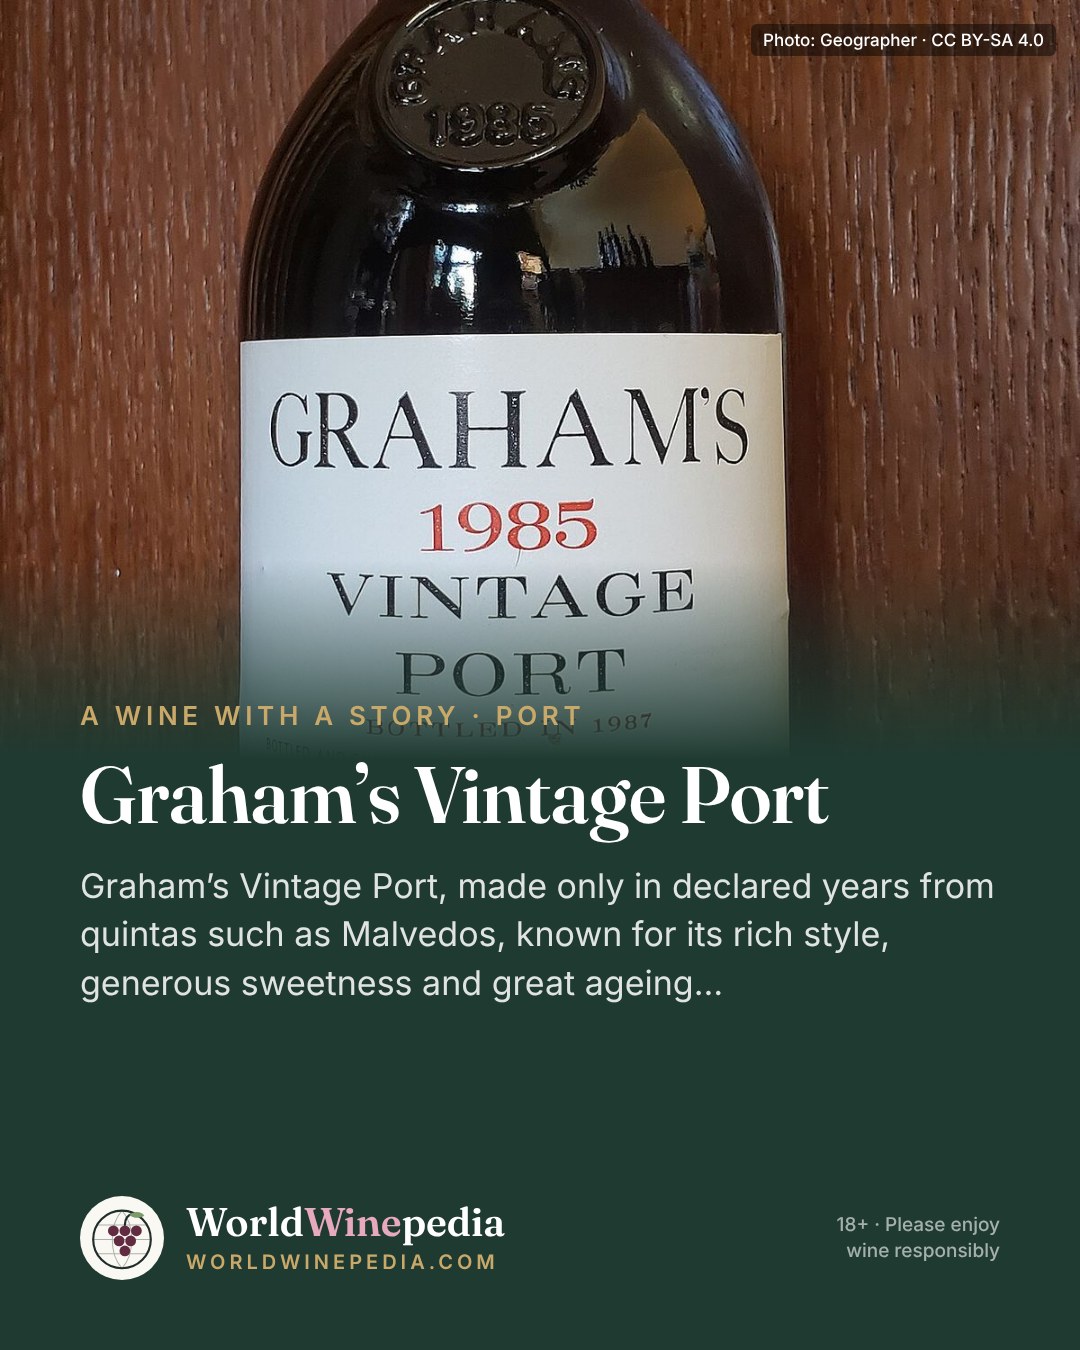 Photo: Geographer · CC BY-SA 4.0
GRAHAMS
1985
GRAHAM'S
1985
VINTAGE
PORT
BOTTLED IN 1987
A WINE WITH A STORY · PORT
Graham’s Vintage Port
Graham’s Vintage Port, made only in declared years from
quintas such as Malvedos, known for its rich style,
generous sweetness and great ageing...
WorldWinepedia
WORLDWINEPEDIA.COM
18+ · Please enjoy
wine responsibly